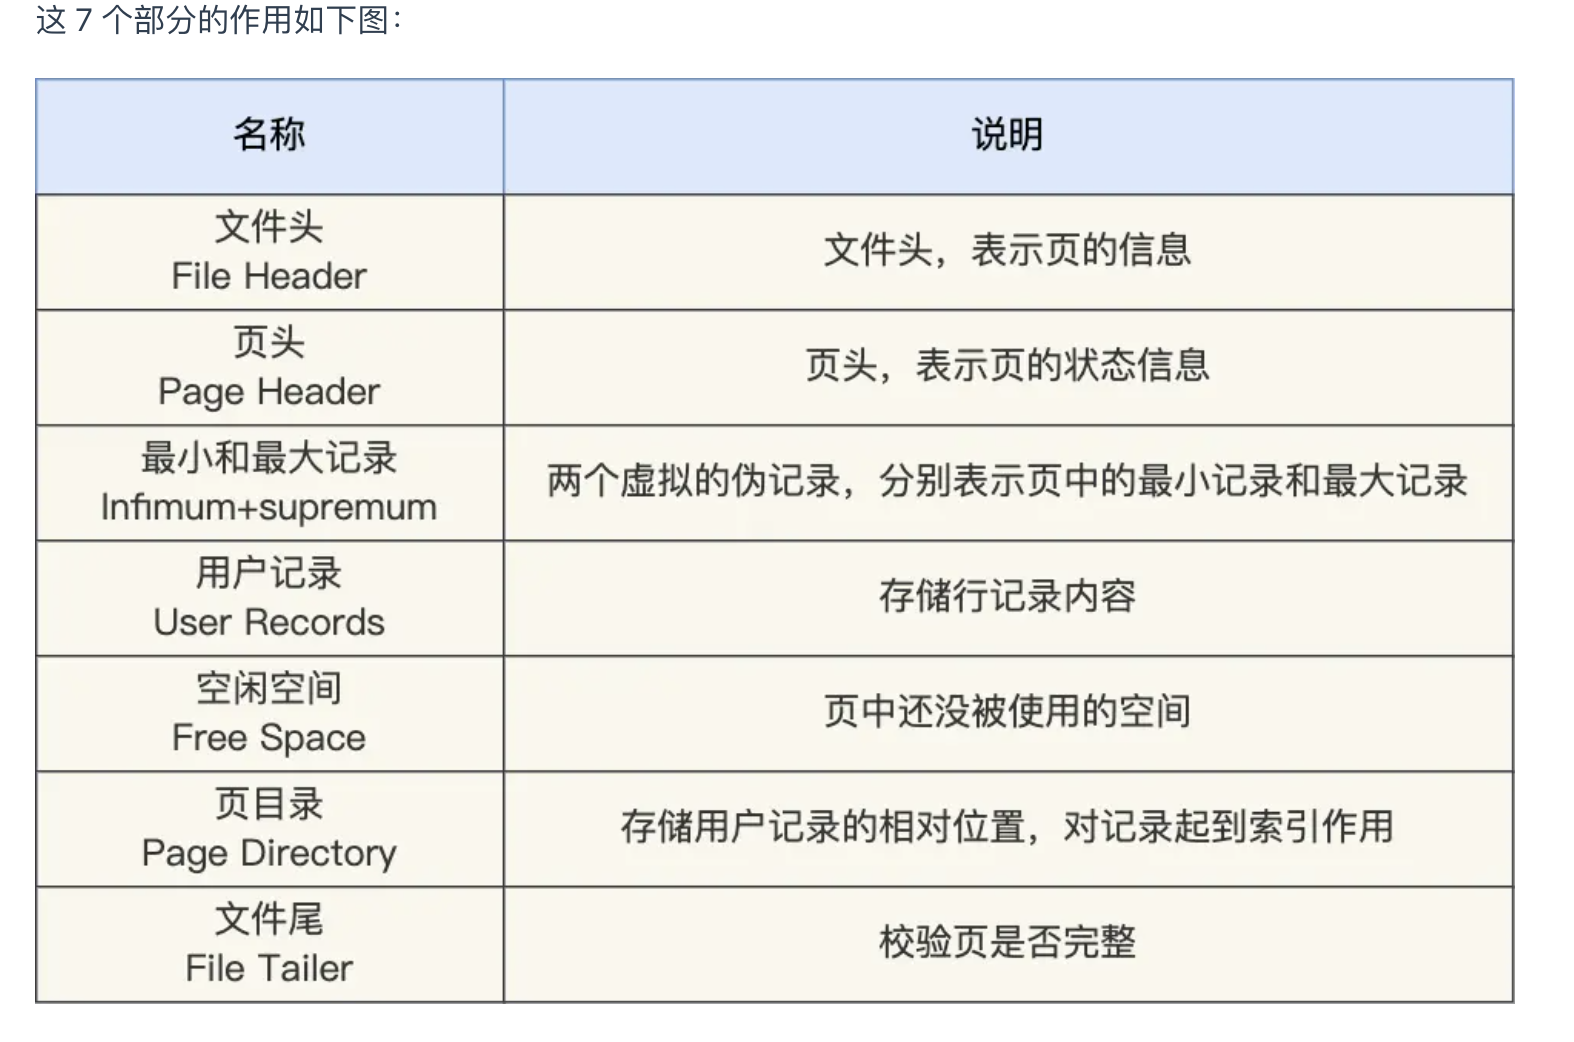 这 7 个部分的作用如下图：
名称
说明
文件头
File Header
文件头，表示页的信息
页头
Page Header
页头，表示页的状态信息
最小和最大记录
Infimum+supremum
两个虚拟的伪记录，分别表示页中的最小记录和最大记录
用户记录
User Records
存储行记录内容
空闲空间
Free Space
页中还没被使用的空间
页目录
Page Directory
存储用户记录的相对位置，对记录起到索引作用
文件尾
File Tailer
校验页是否完整